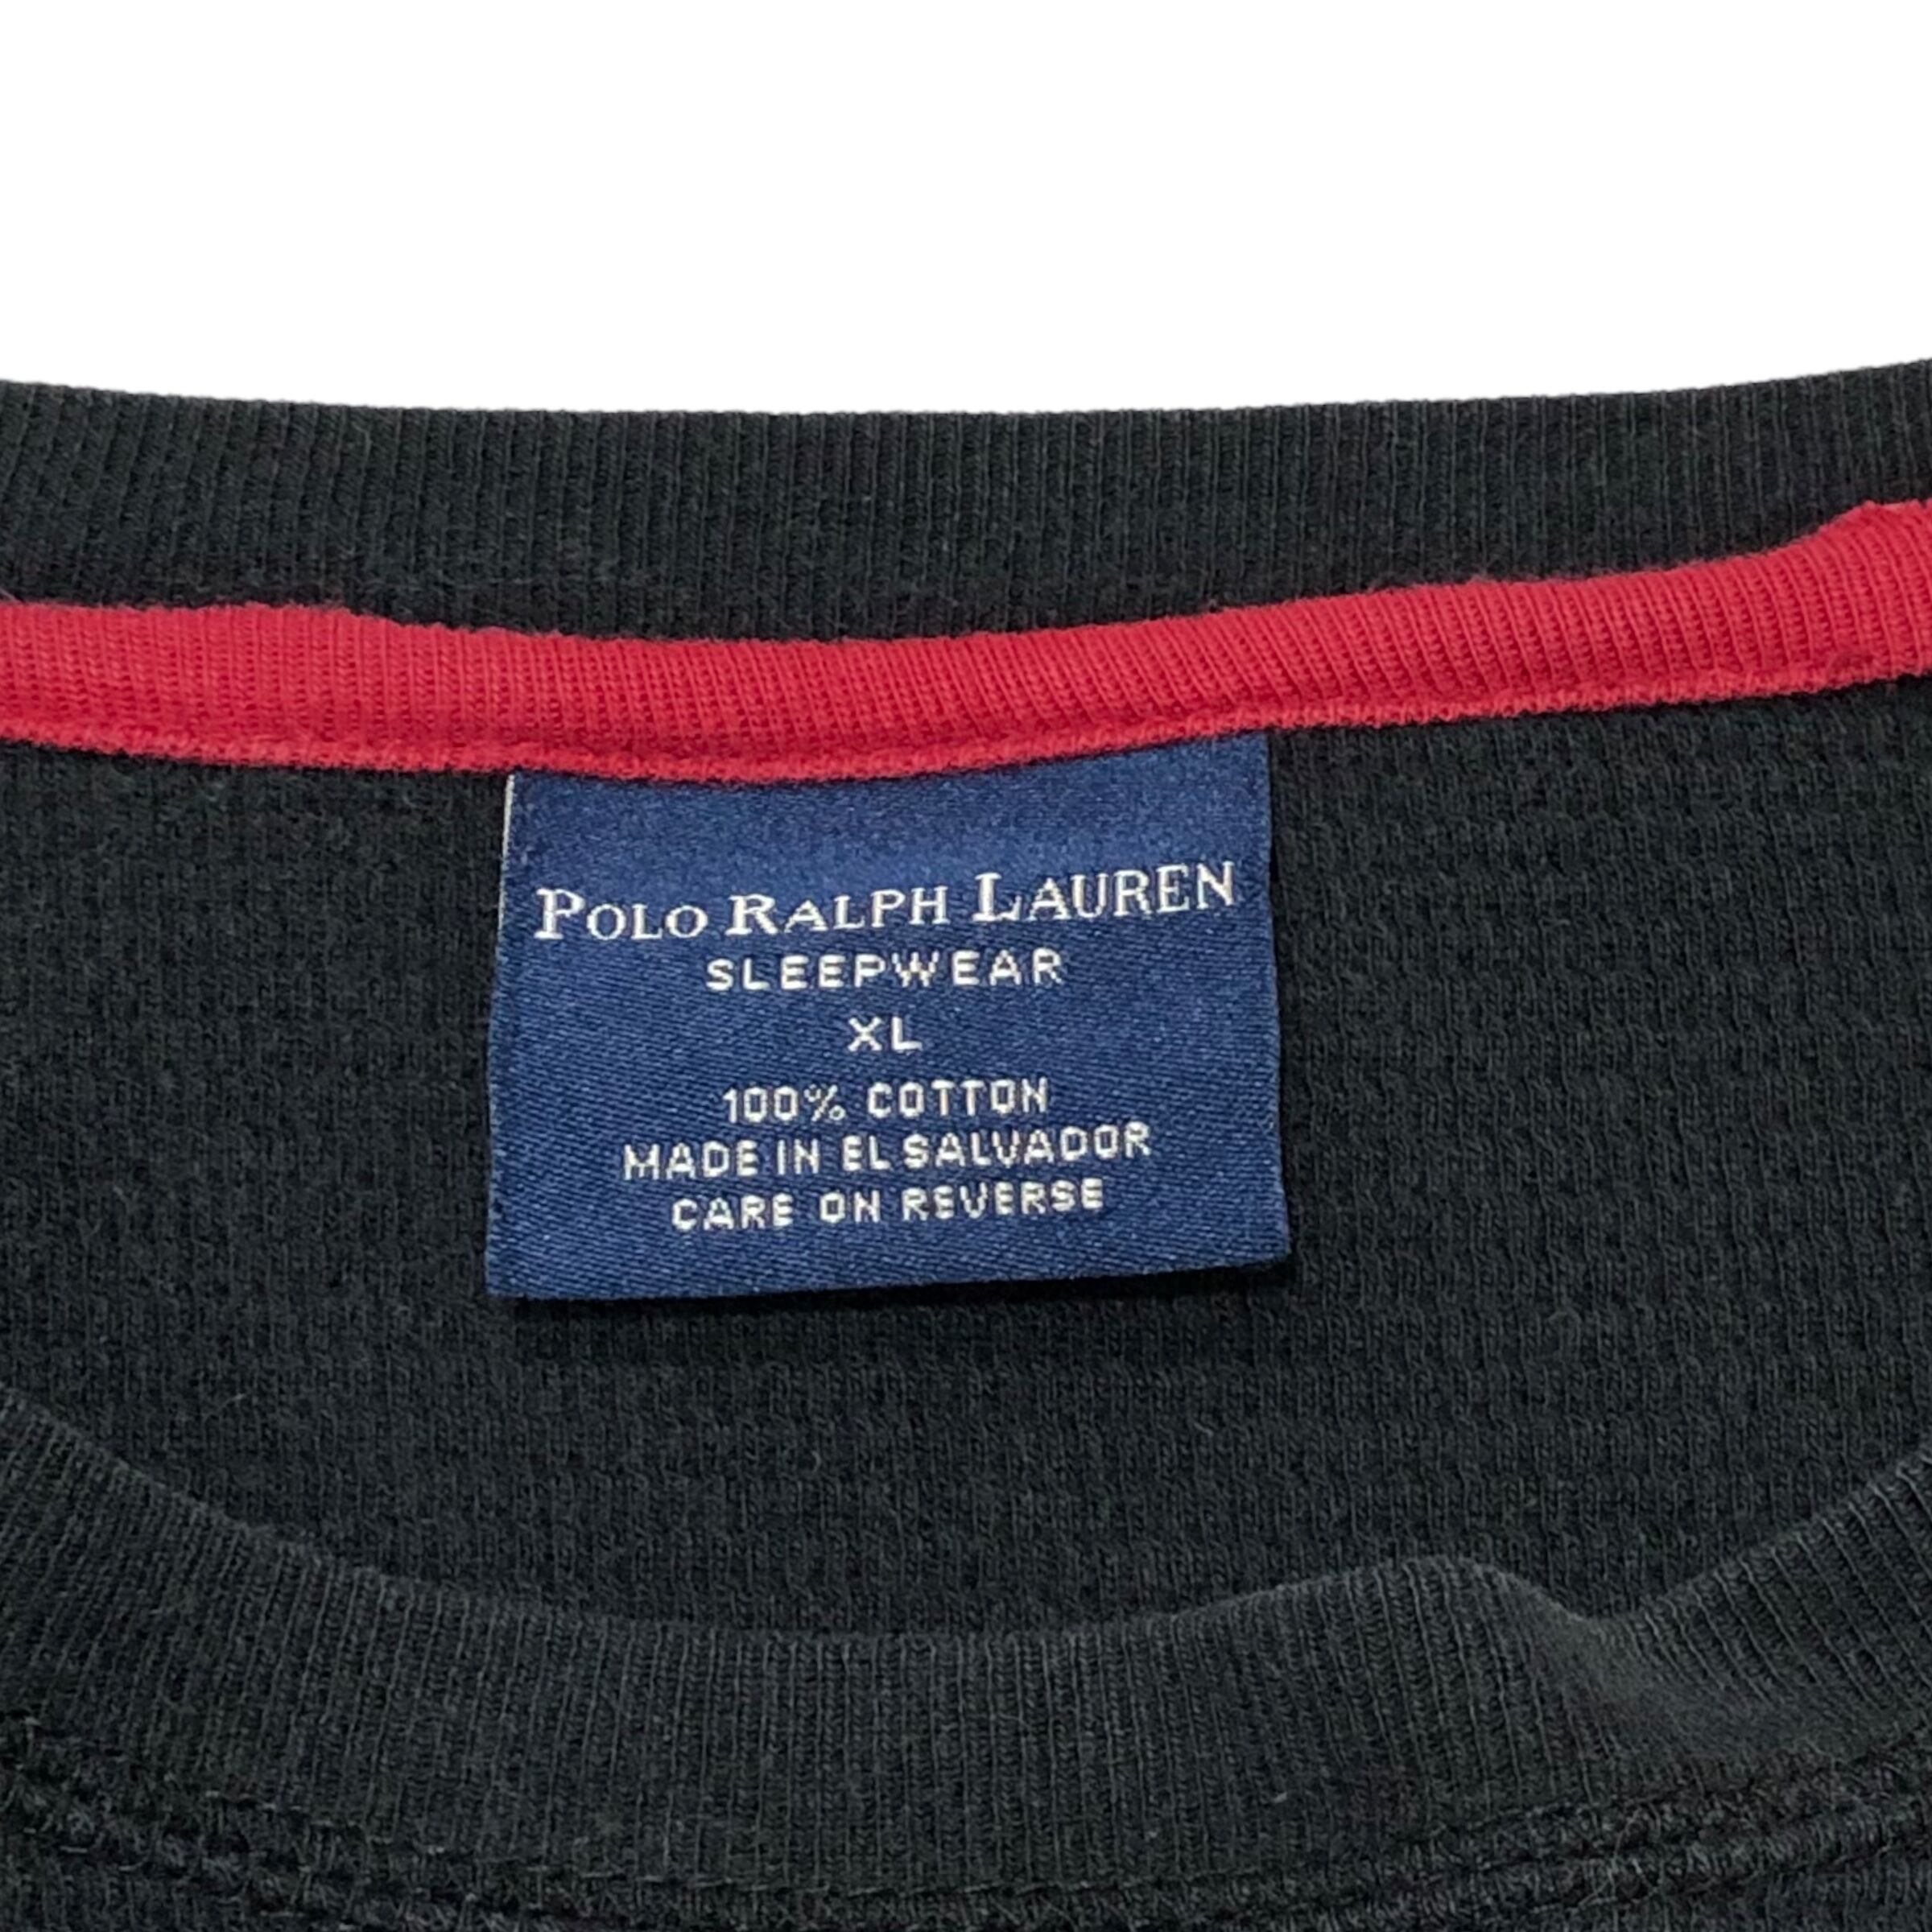 POLO RALPH LAUREN
SLEEPWEAR
XL
100% COTTON
MADE IN EL SALVADOR
CARE ON REVERSE